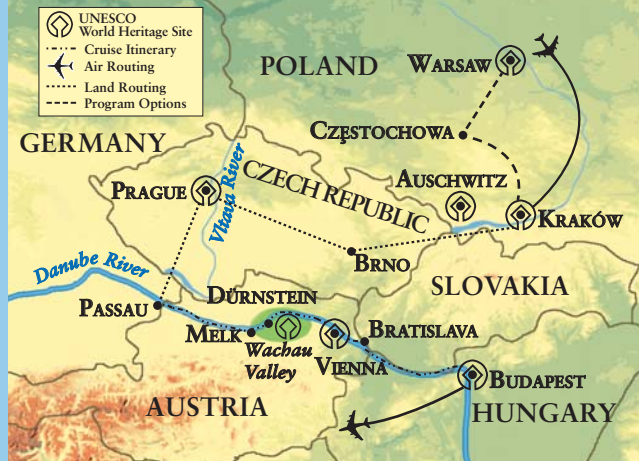 UNESCO
World Heritage Site
Cruise Itinerary
Air Routing
Land Routing
Program Options
POLAND
WARSAW
GERMANY
CZĘSTOCHOWA
PRAGUE
Vltava River
CZECH REPUBLIC
AUSCHWITZ
KRAKÓW
BRNO
Danube River
SLOVAKIA
PASSAU
DÜRNSTEIN
MELK
Wachau
Valley
VIENNA
BRATISLAVA
BUDAPEST
AUSTRIA
HUNGARY